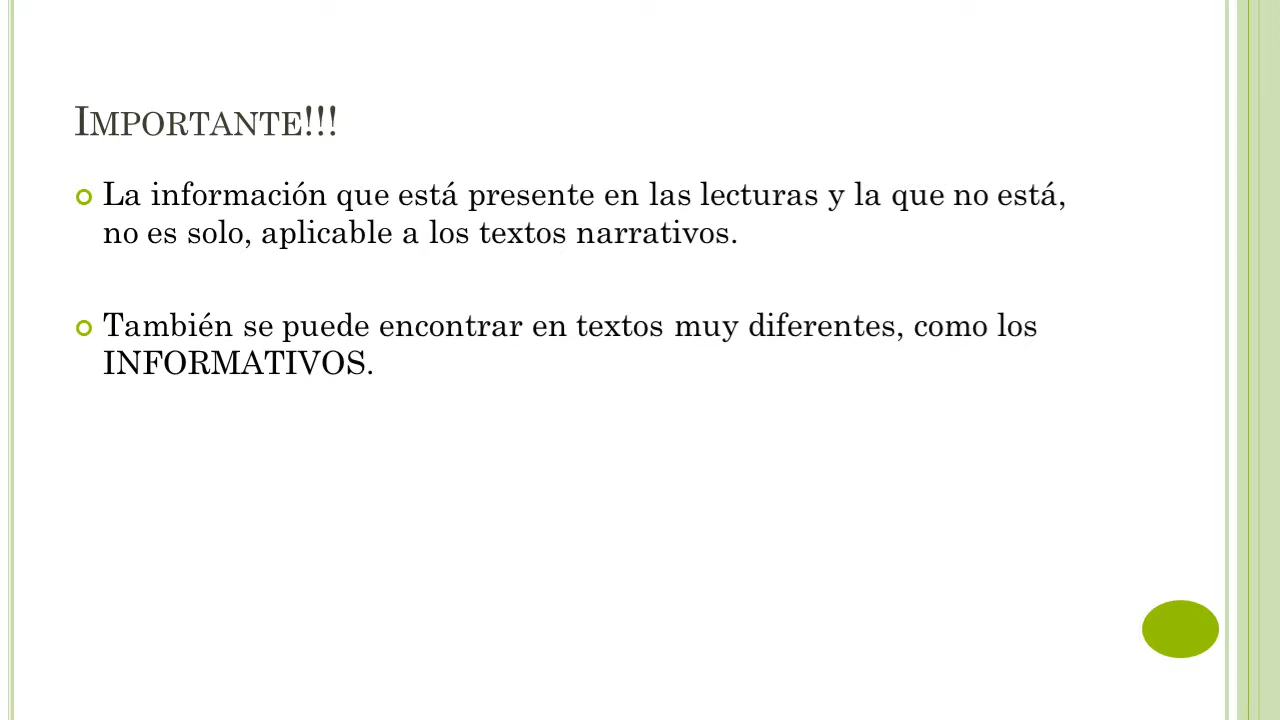 IMPORTANTE!!!
La información que está presente en las lecturas y la que no está,
no es solo, aplicable a los textos narrativos.
También se puede encontrar en textos muy diferentes, como los
INFORMATIVOS.